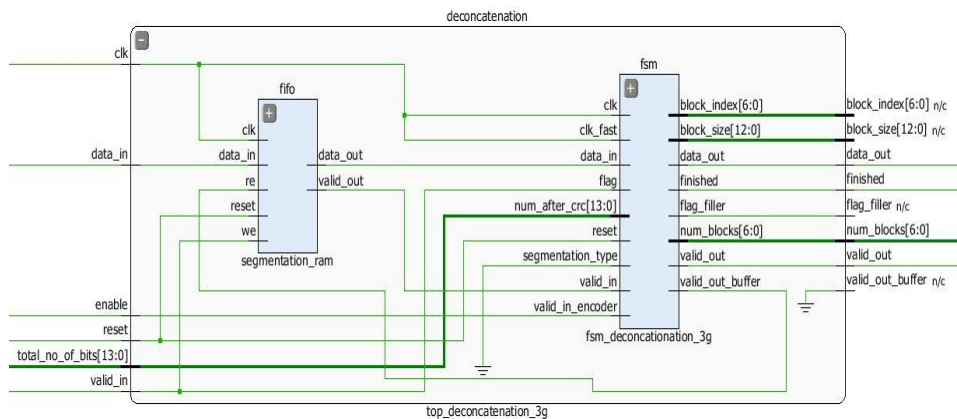 deconcatenation
clk
fsm
fifo
clk
block_index[6:0]
block_index[6:0] n/c
clk
clk_fast
block_size[12:0]
block_size[12:0] n/c
data_in
data_in
data_out
data_in
data_out
data_out
re
valid_out
flag
finished
finished
reset
num_after_crc[13:0]
flag_filler
flag_filler n/c
we
reset
num_blocks[6:0]
num_blocks[6:0]
segmentation_ram
segmentation_type
valid_out
valid_out
valid_in
valid_out_buffer
valid_out_buffer n/c
enable
valid_in_encoder
reset
fsm_deconcationation_3g
total_no_of_bits[13:0]
valid_in
top_deconcatenation_3g